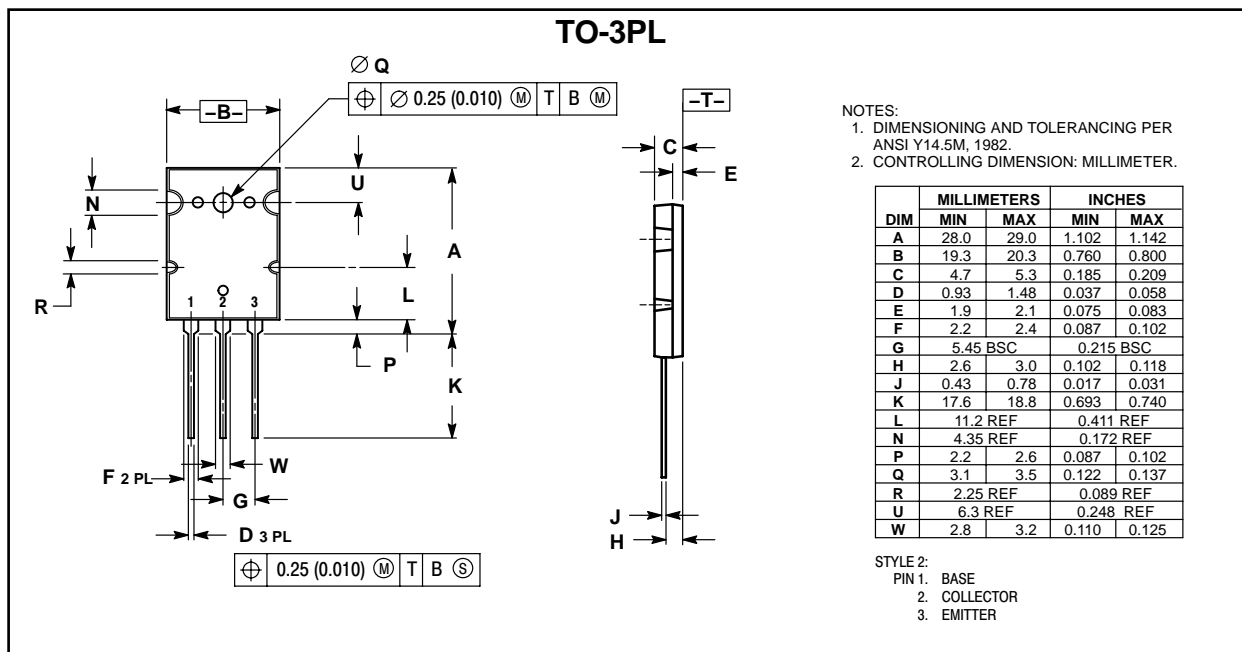 TO-3PL
∅ Q
⌖ ∅ 0.25 (0.010) Ⓜ T B Ⓜ
–B–
–T–
C
E
U
N
A
L
R
1 2 3
P
K
W
F 2 PL
G
D 3 PL
J
H
⌖ 0.25 (0.010) Ⓜ T B Ⓢ
NOTES:
1. DIMENSIONING AND TOLERANCING PER
ANSI Y14.5M, 1982.
2. CONTROLLING DIMENSION: MILLIMETER.
MILLIMETERS INCHES
DIM MIN MAX MIN MAX
A 28.0 29.0 1.102 1.142
B 19.3 20.3 0.760 0.800
C 4.7 5.3 0.185 0.209
D 0.93 1.48 0.037 0.058
E 1.9 2.1 0.075 0.083
F 2.2 2.4 0.087 0.102
G 5.45 BSC 0.215 BSC
H 2.6 3.0 0.102 0.118
J 0.43 0.78 0.017 0.031
K 17.6 18.8 0.693 0.740
L 11.2 REF 0.411 REF
N 4.35 REF 0.172 REF
P 2.2 2.6 0.087 0.102
Q 3.1 3.5 0.122 0.137
R 2.25 REF 0.089 REF
U 6.3 REF 0.248 REF
W 2.8 3.2 0.110 0.125
STYLE 2:
PIN 1. BASE
2. COLLECTOR
3. EMITTER